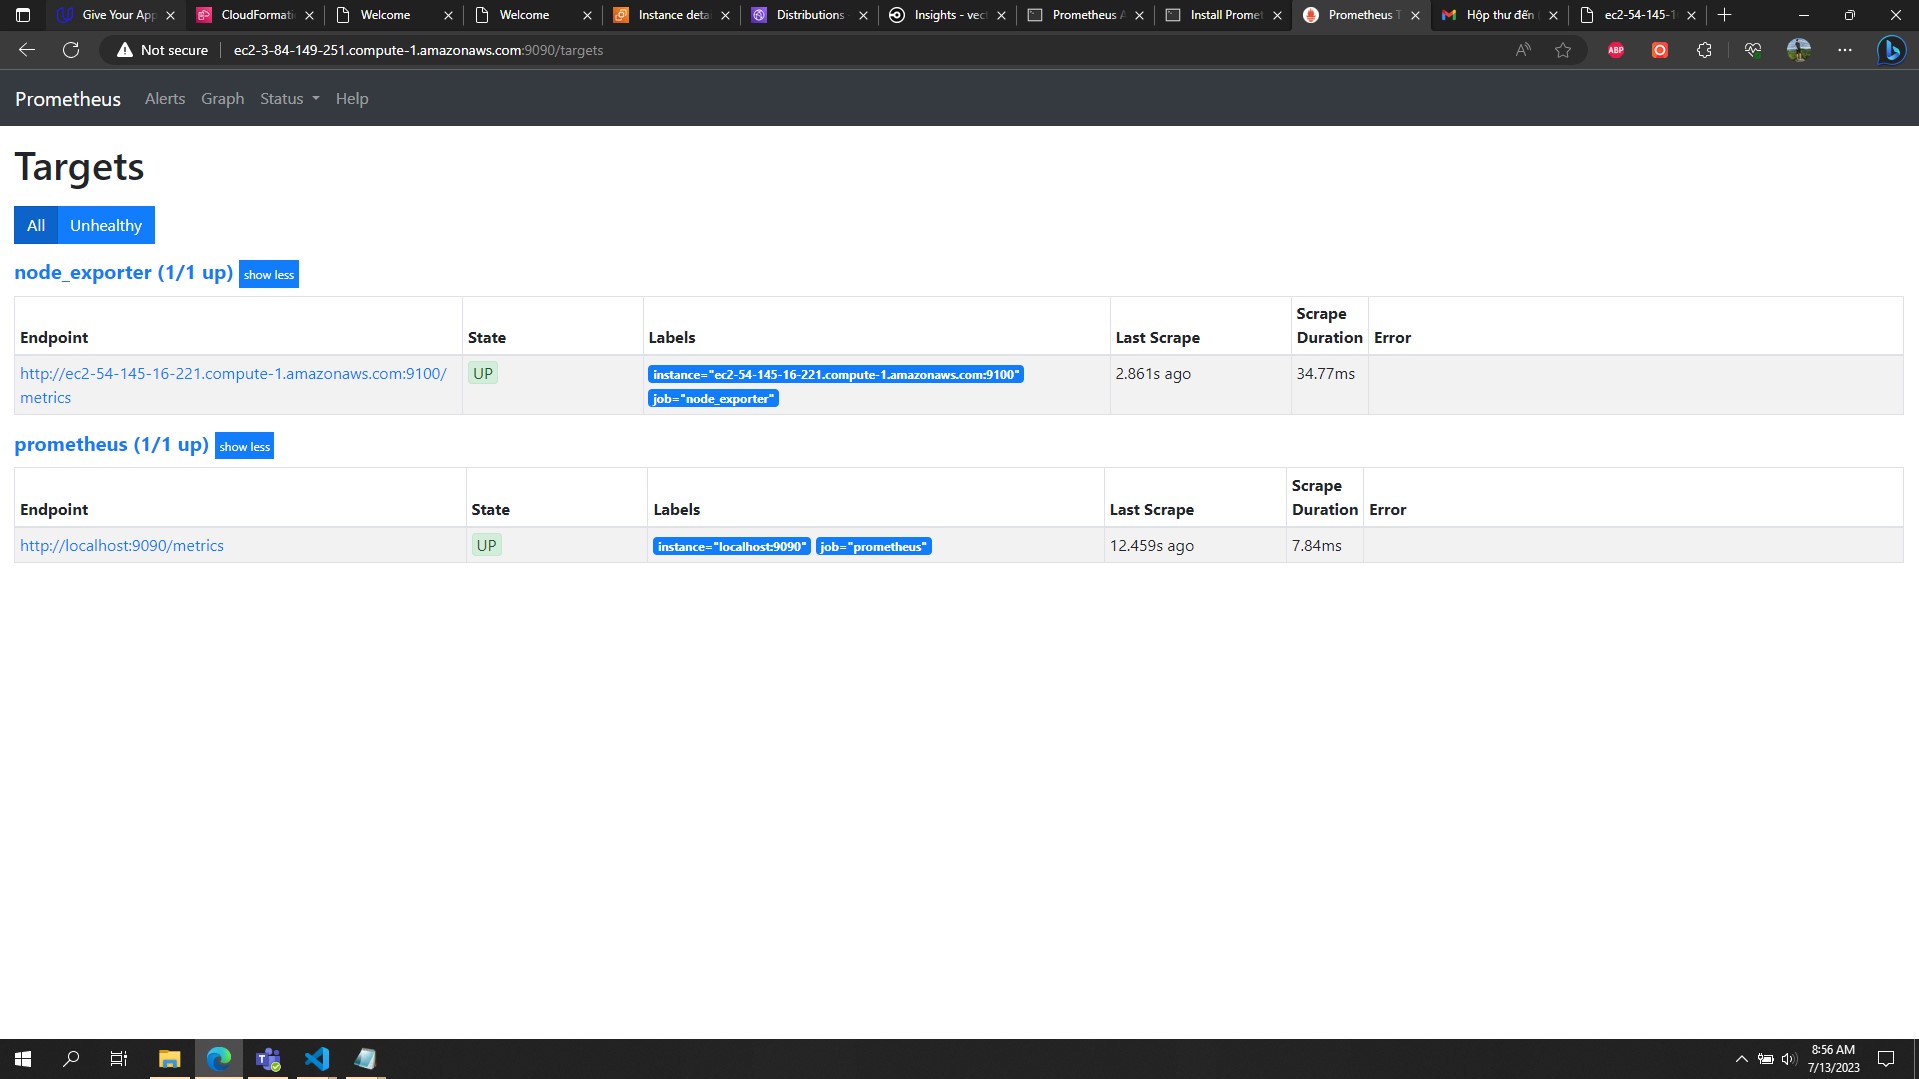 Give Your App
CloudFormati
Welcome
Welcome
Instance deta
Distributions
Insights - vect
Prometheus A
Install Promet
Prometheus T
Hộp thư đến
ec2-54-145-1
Not secure
ec2-3-84-149-251.compute-1.amazonaws.com:9090/targets
ABP
Prometheus Alerts Graph Status Help
Targets
All Unhealthy
node_exporter (1/1 up) show less
Endpoint State Labels Last Scrape Scrape Duration Error
http://ec2-54-145-16-221.compute-1.amazonaws.com:9100/
metrics
UP
instance="ec2-54-145-16-221.compute-1.amazonaws.com:9100"
job="node_exporter"
2.861s ago
34.77ms
prometheus (1/1 up) show less
Endpoint State Labels Last Scrape Scrape Duration Error
http://localhost:9090/metrics UP instance="localhost:9090" job="prometheus" 12.459s ago 7.84ms
8:56 AM
7/13/2023